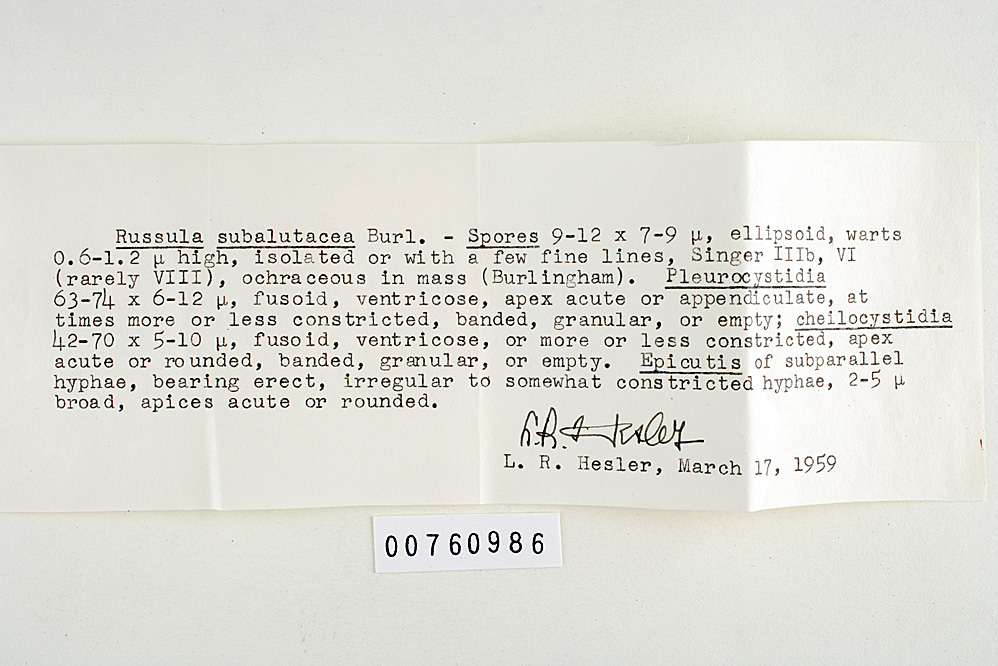 Russula subalutacea Burl. - Spores 9-12 x 7-9 µ, ellipsoid, warts
0.6-1.2 µ high, isolated or with a few fine lines, Singer IIIb, VI
(rarely VIII), ochraceous in mass (Burlingham). Pleurocystidia
63-74 x 6-12 µ, fusoid, ventricose, apex acute or appendiculate, at
times more or less constricted, banded, granular, or empty; cheilocystidia
42-70 x 5-10 µ, fusoid, ventricose, or more or less constricted, apex
acute or rounded, banded, granular, or empty. Epicutis of subparallel
hyphae, bearing erect, irregular to somewhat constricted hyphae, 2-5 µ
broad, apices acute or rounded.
L. R. Hesler
L. R. Hesler, March 17, 1959
00760986